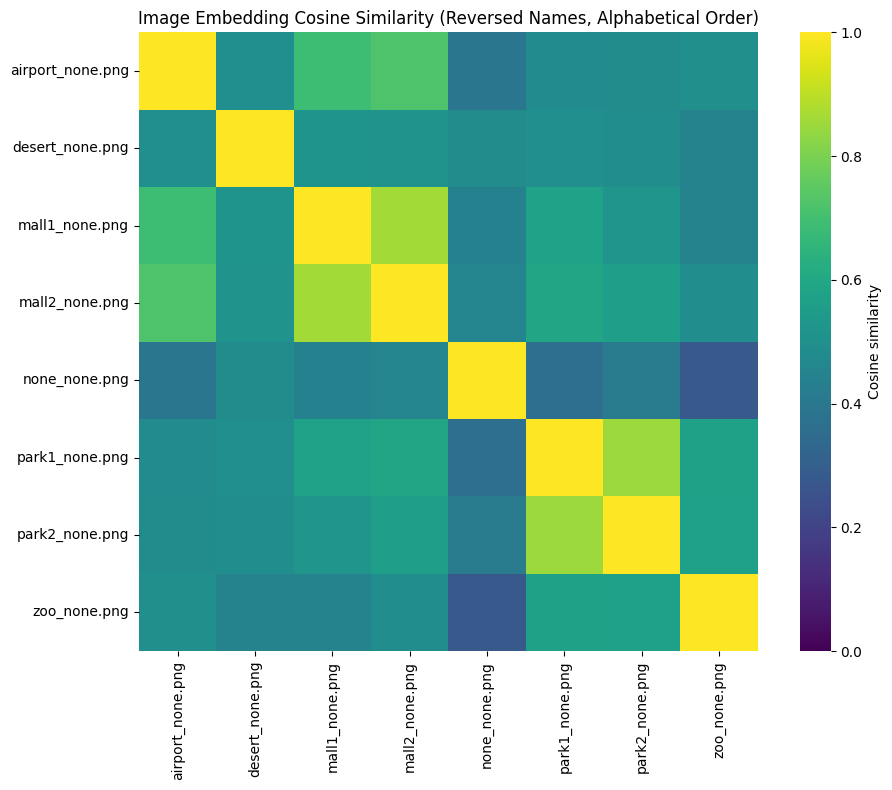 Image Embedding Cosine Similarity (Reversed Names, Alphabetical Order)
airport_none.png
desert_none.png
mall1_none.png
mall2_none.png
none_none.png
park1_none.png
park2_none.png
zoo_none.png
airport_none.png
desert_none.png
mall1_none.png
mall2_none.png
none_none.png
park1_none.png
park2_none.png
zoo_none.png
1.0
0.8
0.6
0.4
0.2
0.0
Cosine similarity